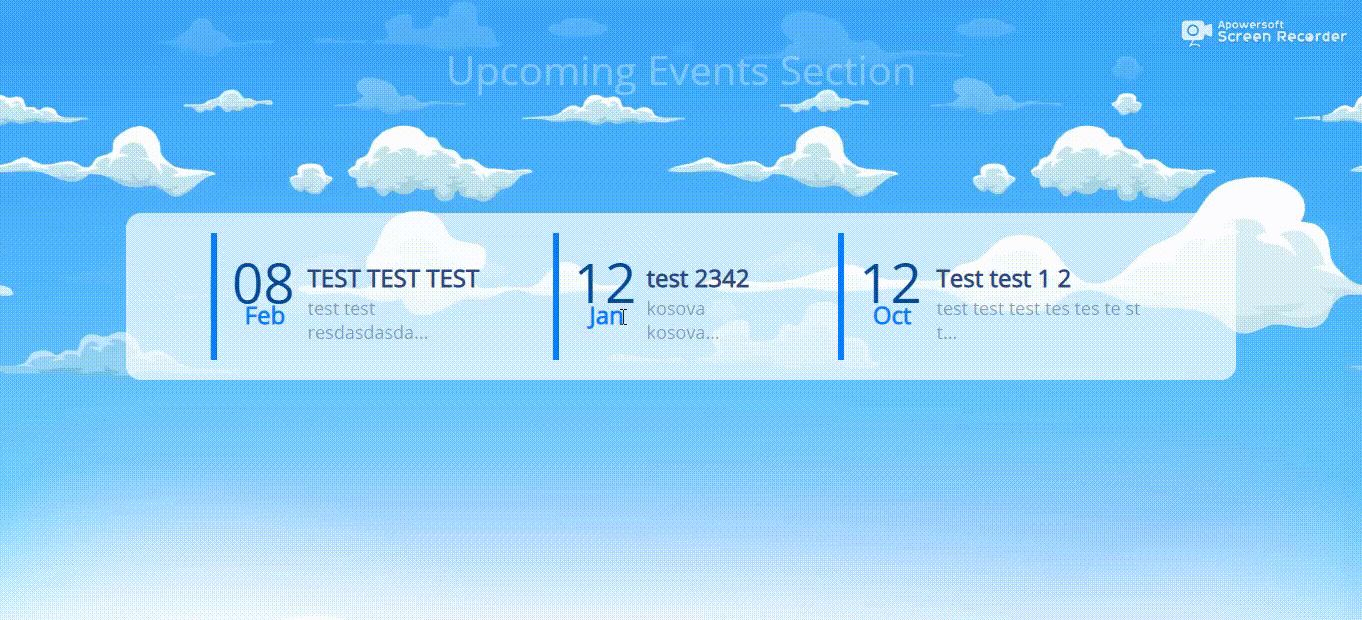 Apowersoft
Screen Recorder
Upcoming Events Section
08
Feb
TEST TEST TEST
test test
resdasdasda...
12
Jan
test 2342
kosova
kosova...
12
Oct
Test test 1 2
test test test tes tes te st
t...